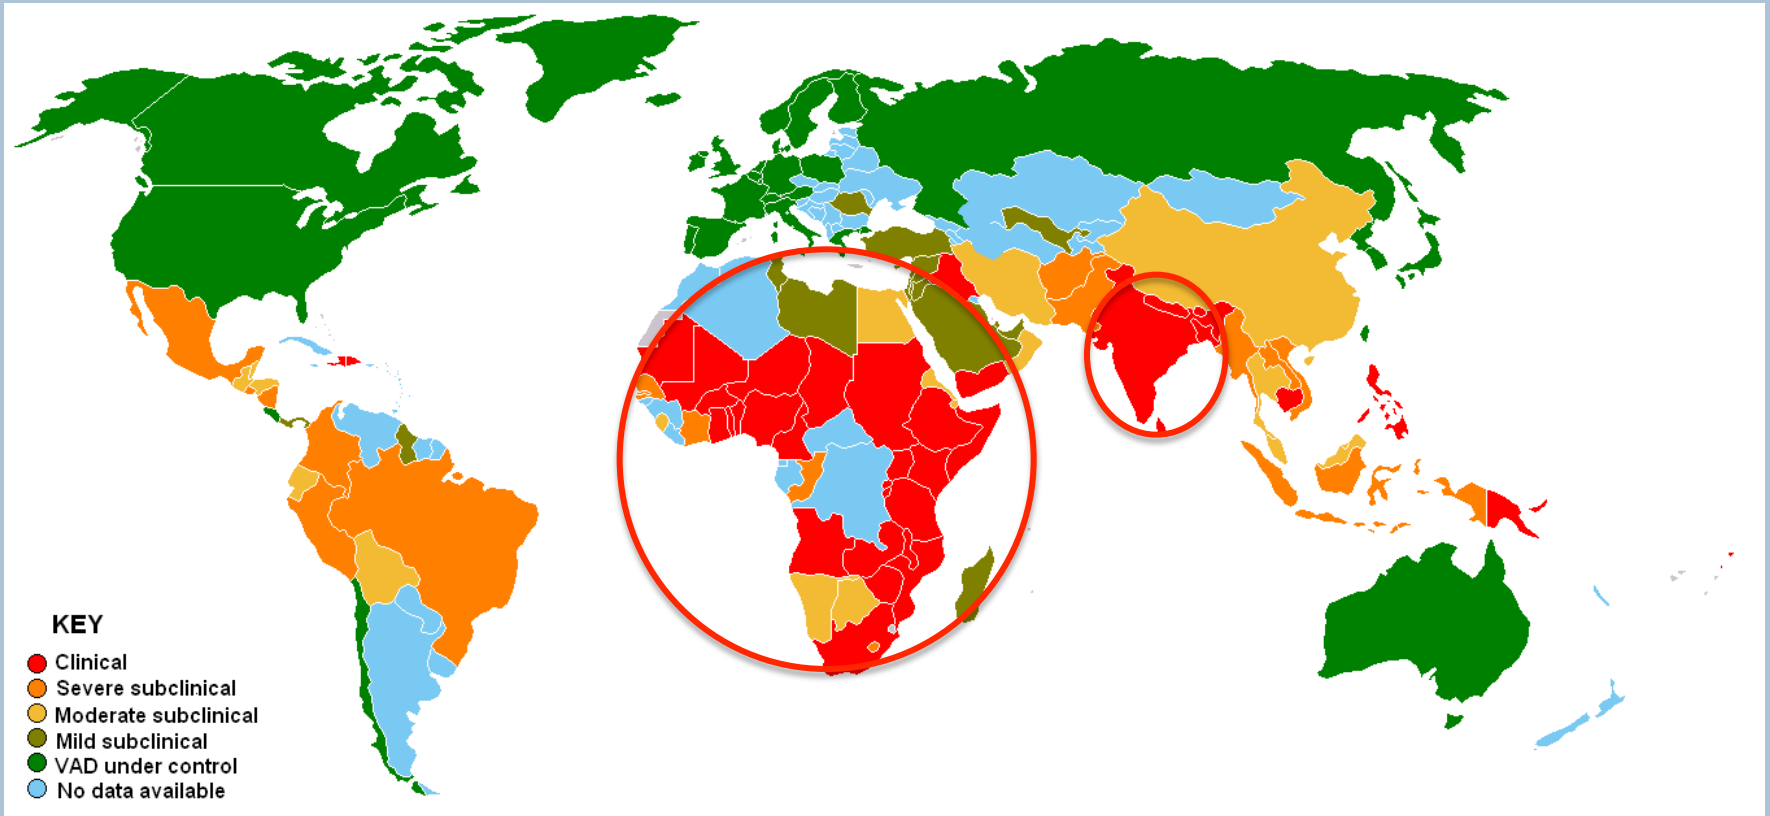 KEY
Clinical
Severe subclinical
Moderate subclinical
Mild subclinical
VAD under control
No data available